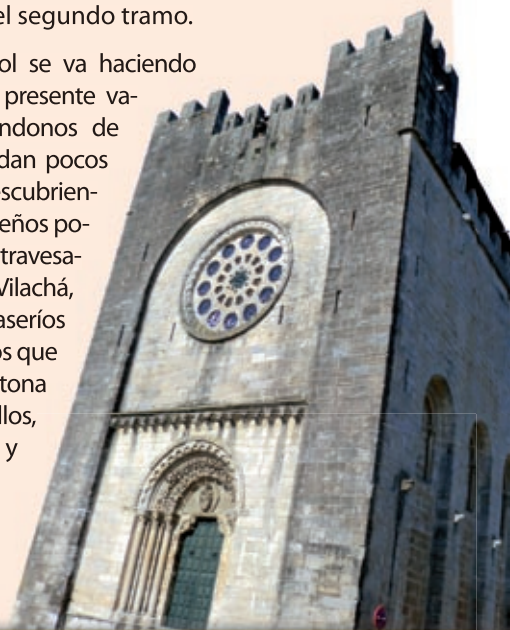 el segundo tramo.
ol se va haciendo
presente va-
ndonos de
dan pocos
escubrien-
eños po-
travesa-
Vilachá,
aseríos
os que
tona
llos,
y